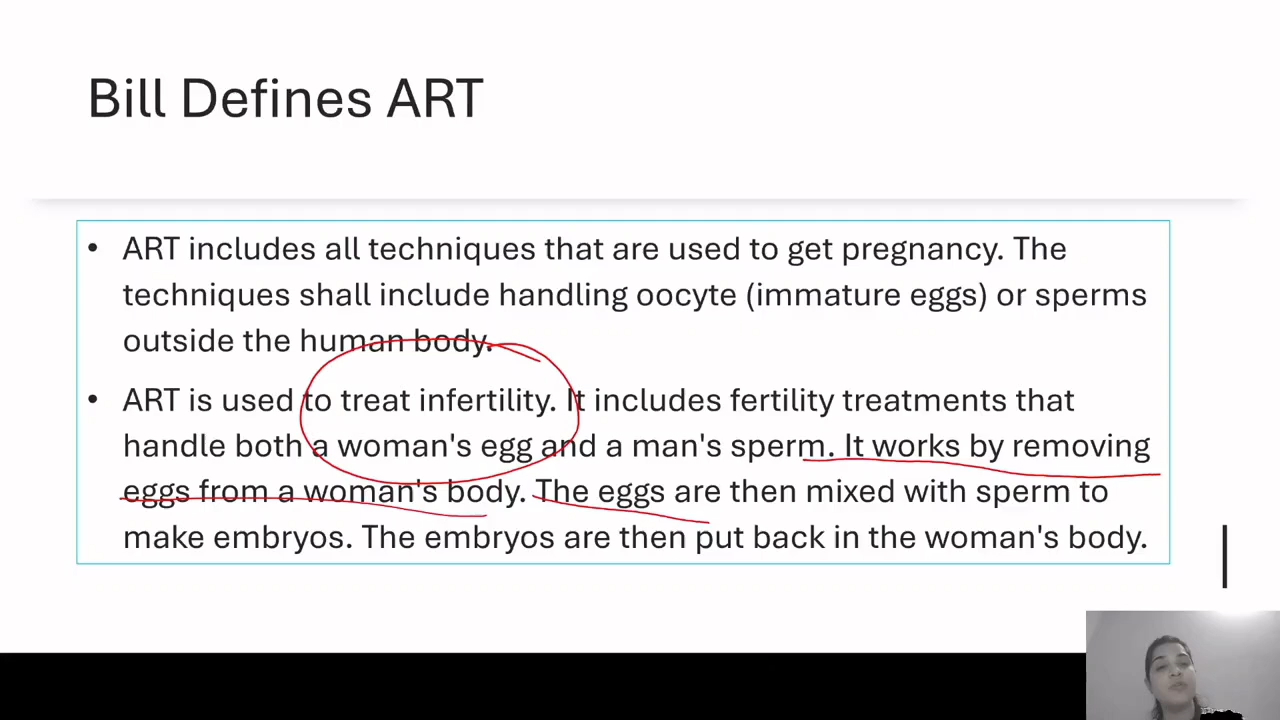 Bill Defines ART
• ART includes all techniques that are used to get pregnancy. The
techniques shall include handling oocyte (immature eggs) or sperms
outside the human body.
• ART is used to treat infertility. It includes fertility treatments that
handle both a woman's egg and a man's sperm. It works by removing
eggs from a woman's body. The eggs are then mixed with sperm to
make embryos. The embryos are then put back in the woman's body.